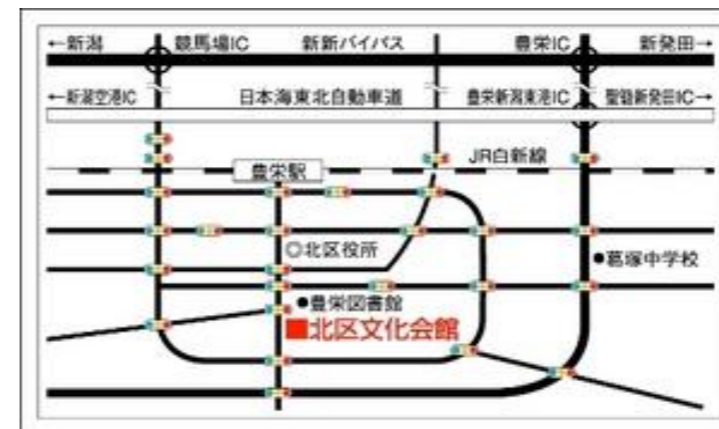 ←新潟 競馬場IC 新新バイパス 豊栄IC 新発田→
←新潟空港IC 日本海東北自動車道 豊栄新潟東港IC 聖籠新発田IC→
JR白新線
豊栄駅
◎北区役所
●葛塚中学校
●豊栄図書館
■北区文化会館